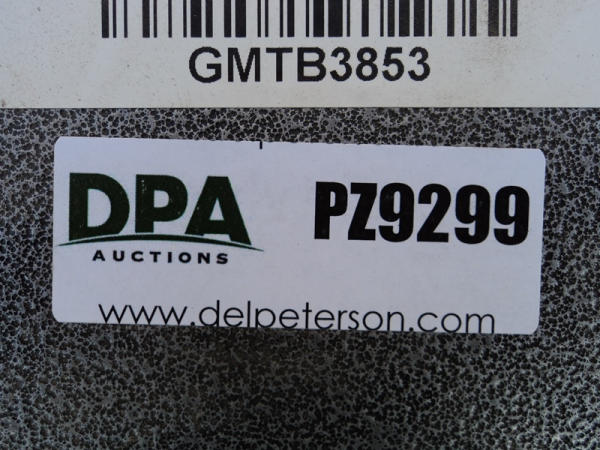 GMTB3853
DPA
AUCTIONS
PZ9299
www.delpeterson.com